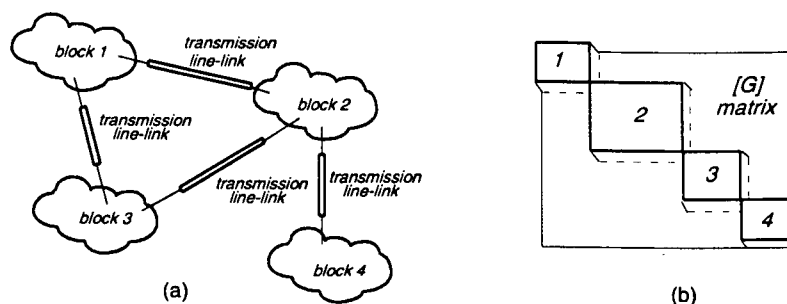 block 1
transmission
line-link
block 2
transmission
line-link
transmission
line-link
transmission
line-link
block 3
block 4
(a)
1
2
3
4
[G]
matrix
(b)